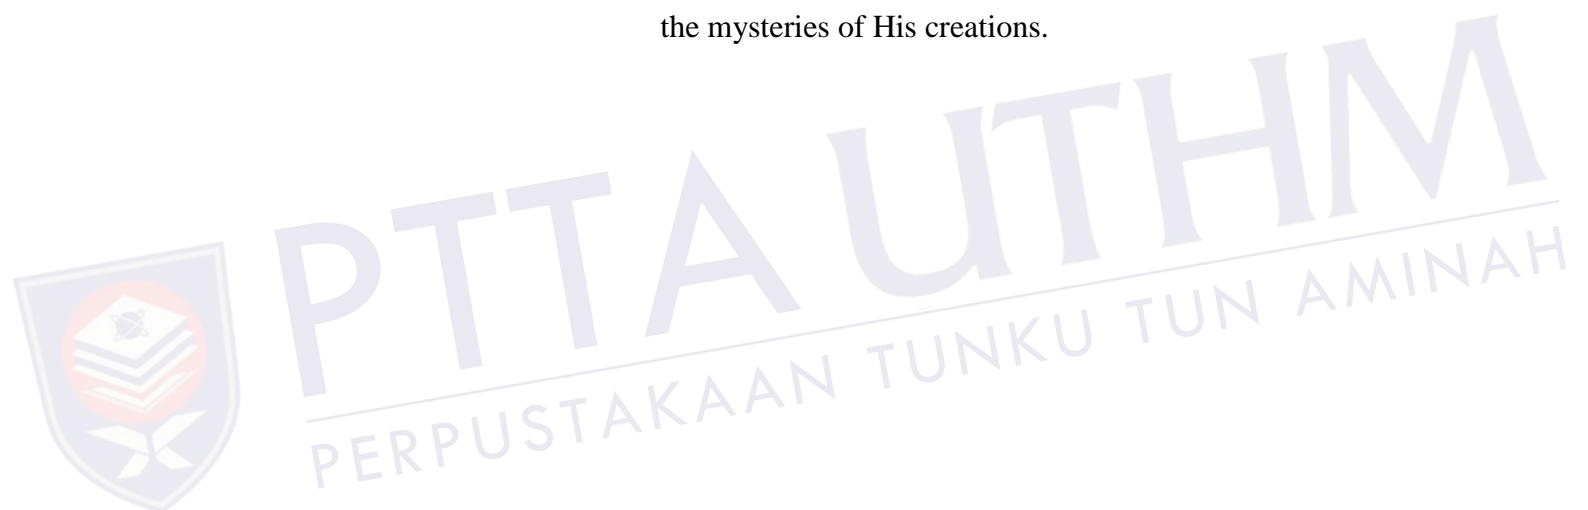 the mysteries of His creations.
PTTA UTHM
PERPUSTAKAAN TUNKU TUN AMINAH